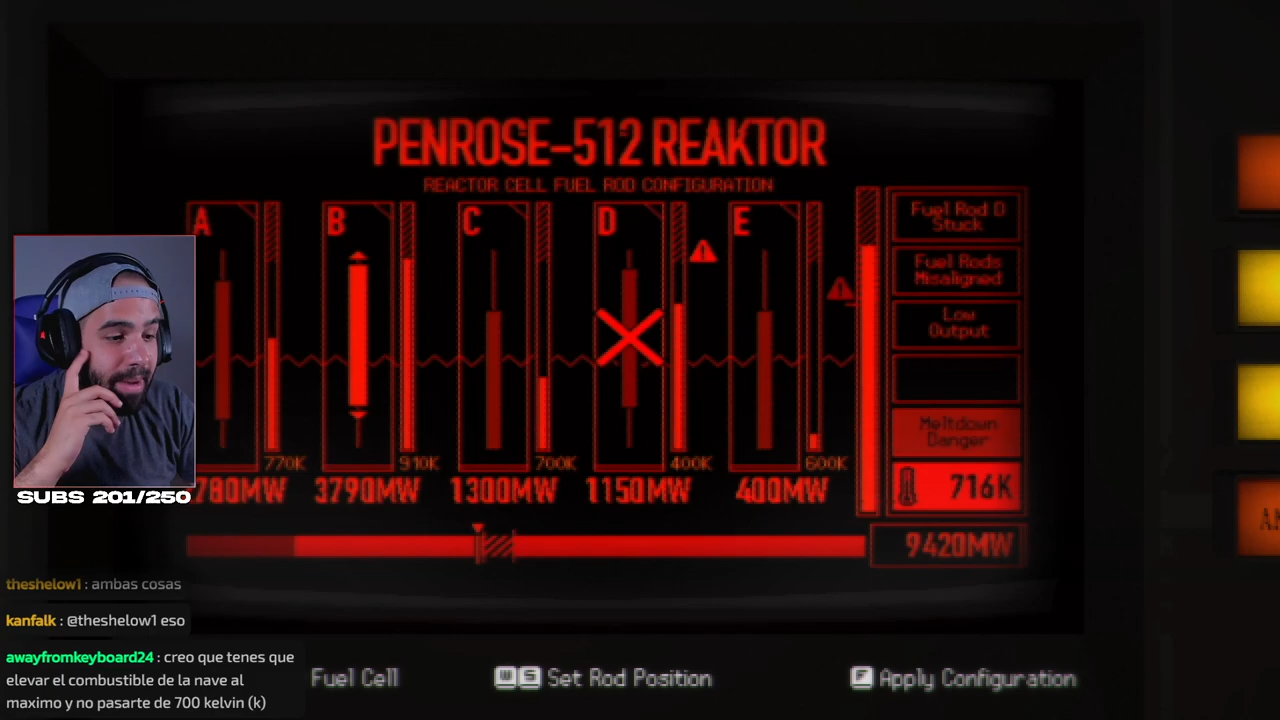 PENROSE-512 REAKTOR
REACTOR CELL FUEL ROD CONFIGURATION
A B C D E
Fuel Rod D
Stuck
Fuel Rods
Misaligned
Low
Output
Meltdown
Danger
716K
770K 910K 700K 400K 600K
780MW 3790MW 1300MW 1150MW 400MW
9420MW
SUBS 201/250
theshelow1 : ambas cosas
kanfalk : @theshelow1 eso
awayfromkeyboard24 : creo que tenes que
elevar el combustible de la nave al
maximo y no pasarte de 700 kelvin (k)
Fuel Cell
W S Set Rod Position
F Apply Configuration